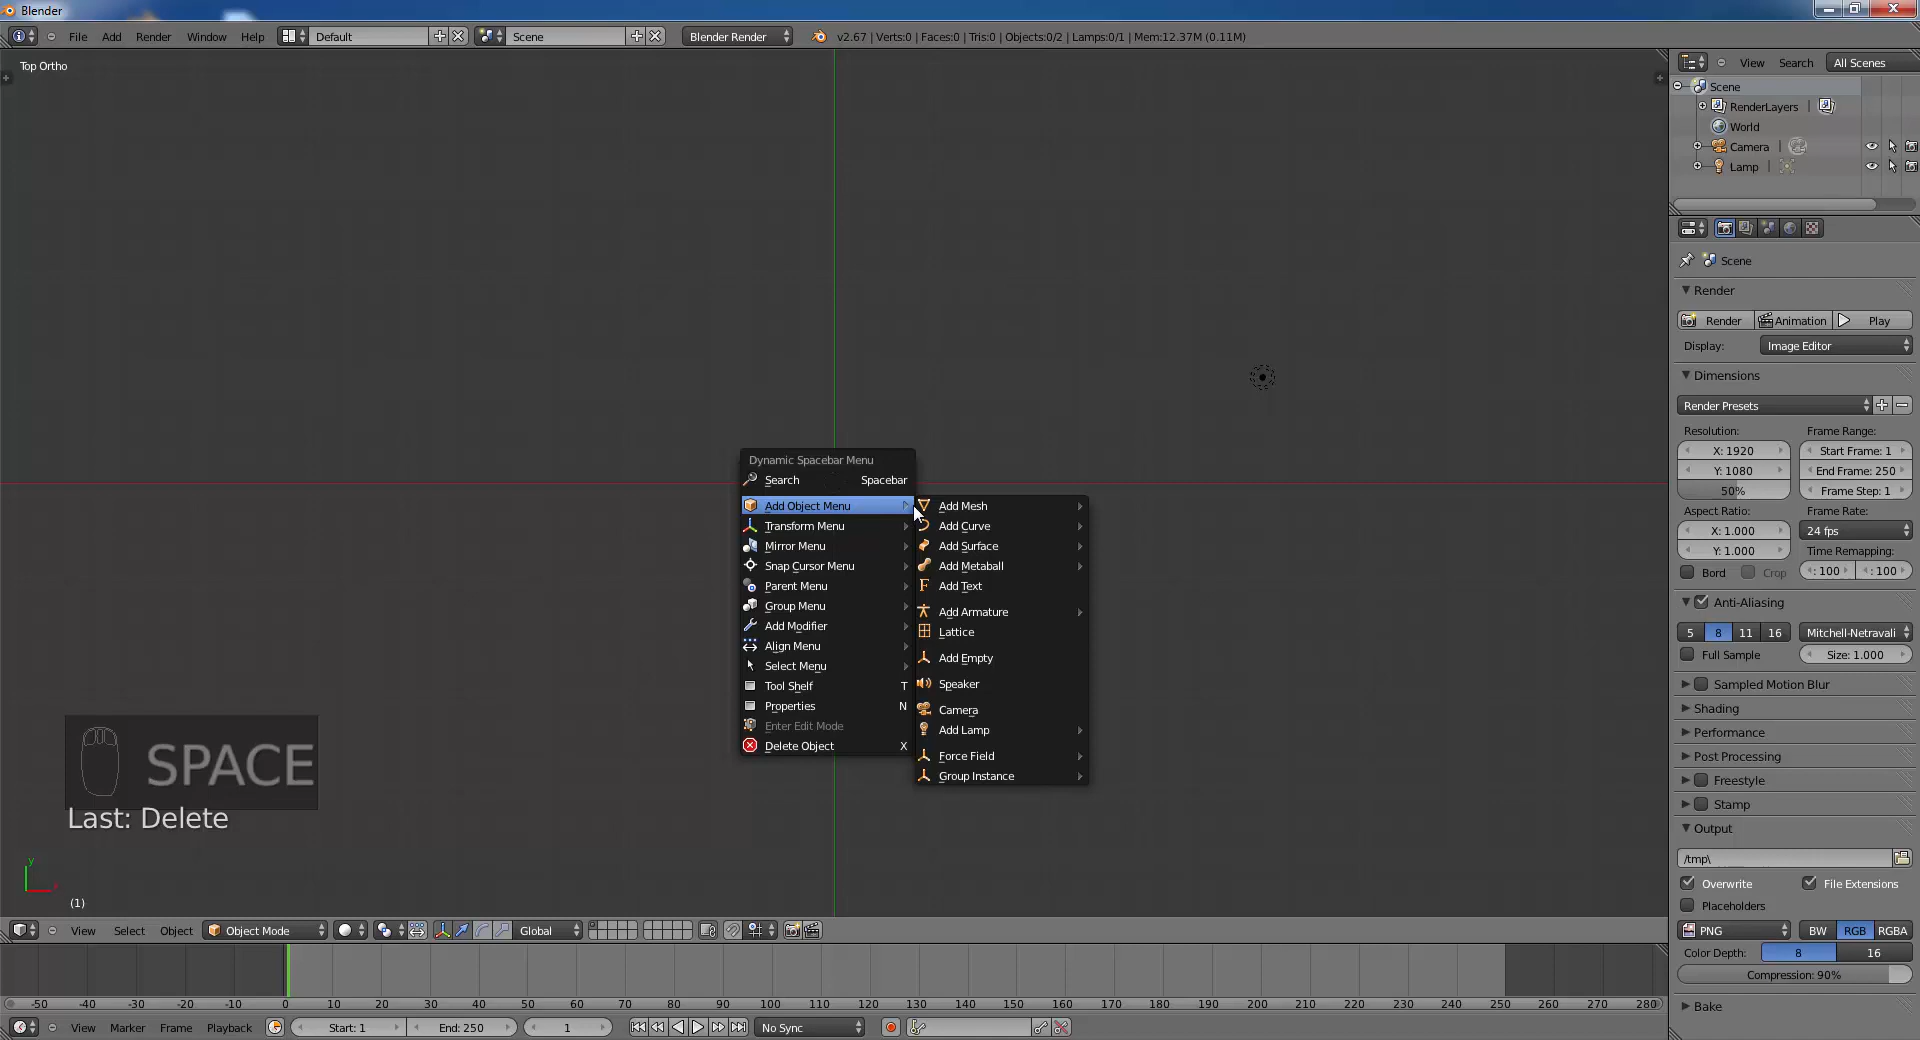 Blender
File Add Render Window Help Default Scene Blender Render v2.67 | Verts:0 | Faces:0 | Tris:0 | Objects:0/2 | Lamps:0/1 | Mem:12.37M (0.11M)
Top Ortho
View Search All Scenes
Scene
RenderLayers
World
Camera
Lamp
Scene
Render
Render Animation Play
Display: Image Editor
Dimensions
Render Presets
Resolution: Frame Range:
X: 1920 Start Frame: 1
Y: 1080 End Frame: 250
50% Frame Step: 1
Aspect Ratio: Frame Rate:
X: 1.000 24 fps
Y: 1.000 Time Remapping:
Bord Crop : 100 : 100
Anti-Aliasing
5 8 11 16 Mitchell-Netravali
Full Sample Size: 1.000
Sampled Motion Blur
Shading
Performance
Post Processing
Freestyle
Stamp
Output
/tmp\
Overwrite File Extensions
Placeholders
PNG BW RGB RGBA
Color Depth: 8 16
Compression: 90%
Bake
Dynamic Spacebar Menu
Search Spacebar
Add Object Menu
Transform Menu
Mirror Menu
Snap Cursor Menu
Parent Menu
Group Menu
Add Modifier
Align Menu
Select Menu
Tool Shelf T
Properties N
Enter Edit Mode
Delete Object X
Add Mesh
Add Curve
Add Surface
Add Metaball
Add Text
Add Armature
Lattice
Add Empty
Speaker
Camera
Add Lamp
Force Field
Group Instance
SPACE
Last: Delete
y
(1)
View Select Object Object Mode Global
-50 -40 -30 -20 -10 0 10 20 30 40 50 60 70 80 90 100 110 120 130 140 150 160 170 180 190 200 210 220 230 240 250 260 270 280
View Marker Frame Playback Start: 1 End: 250 1 No Sync